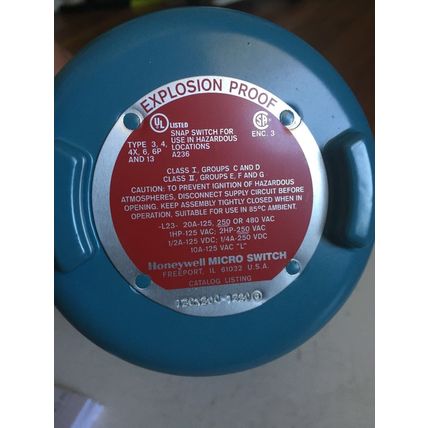 EXPLOSION PROOF
UL LISTED
SA
ENC. 3
TYPE 3, 4,
4X, 6, 6P
AND 13
SNAP SWITCH FOR
USE IN HAZARDOUS
LOCATIONS
A236
CLASS I, GROUPS C AND D
CLASS II, GROUPS E, F AND G
CAUTION: TO PREVENT IGNITION OF HAZARDOUS
ATMOSPHERES, DISCONNECT SUPPLY CIRCUIT BEFORE
OPENING. KEEP ASSEMBLY TIGHTLY CLOSED WHEN IN
OPERATION, SUITABLE FOR USE IN 85°C AMBIENT.
-L23- 20A-125, 250 OR 480 VAC
1HP-125 VAC; 2HP-250 VAC
1/2A-125 VDC; 1/4A-250 VDC
10A-125 VAC "L"
Honeywell MICRO SWITCH
FREEPORT, IL 61032 U.S.A.
CATALOG LISTING